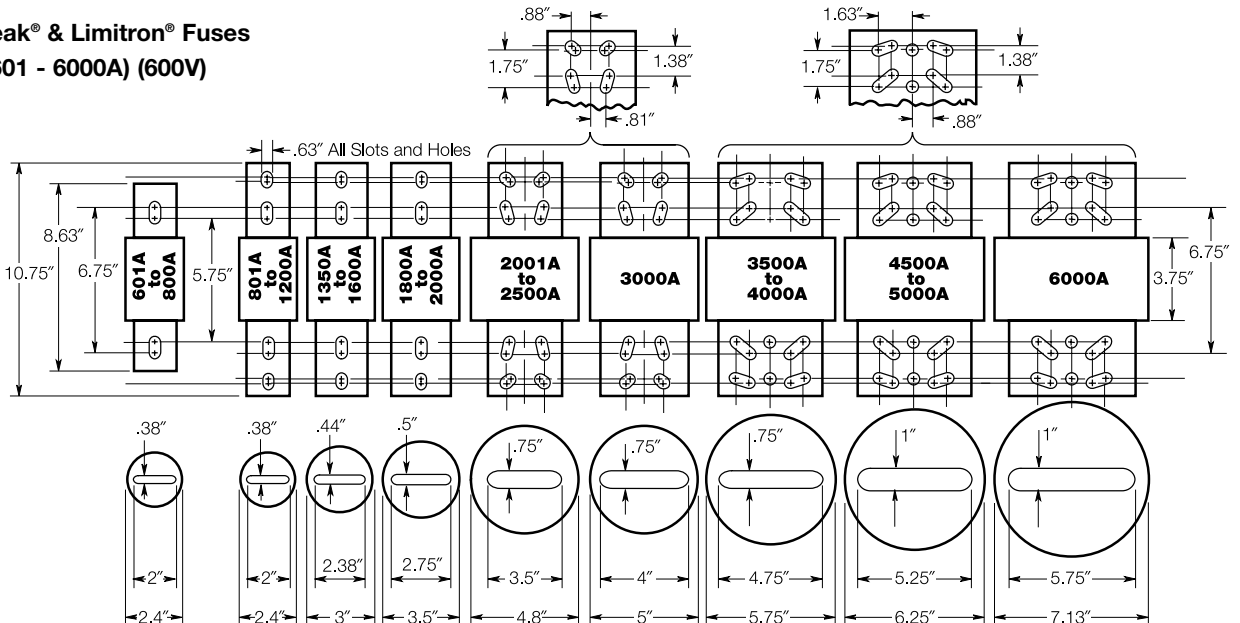 eak® & Limitron® Fuses
601 - 6000A) (600V)
.88″
1.63″
1.75″
1.38″
1.75″
1.38″
.81″
.88″
.63″ All Slots and Holes
10.75″
8.63″
6.75″
5.75″
6.75″
3.75″
601A
to
800A
801A
to
1200A
1350A
to
1600A
1800A
to
2000A
2001A
to
2500A
3000A
3500A
to
4000A
4500A
to
5000A
6000A
.38″
.38″
.44″
.5″
.75″
.75″
.75″
1″
1″
2″
2″
2.38″
2.75″
3.5″
4″
4.75″
5.25″
5.75″
2.4″
2.4″
3″
3.5″
4.8″
5″
5.75″
6.25″
7.13″